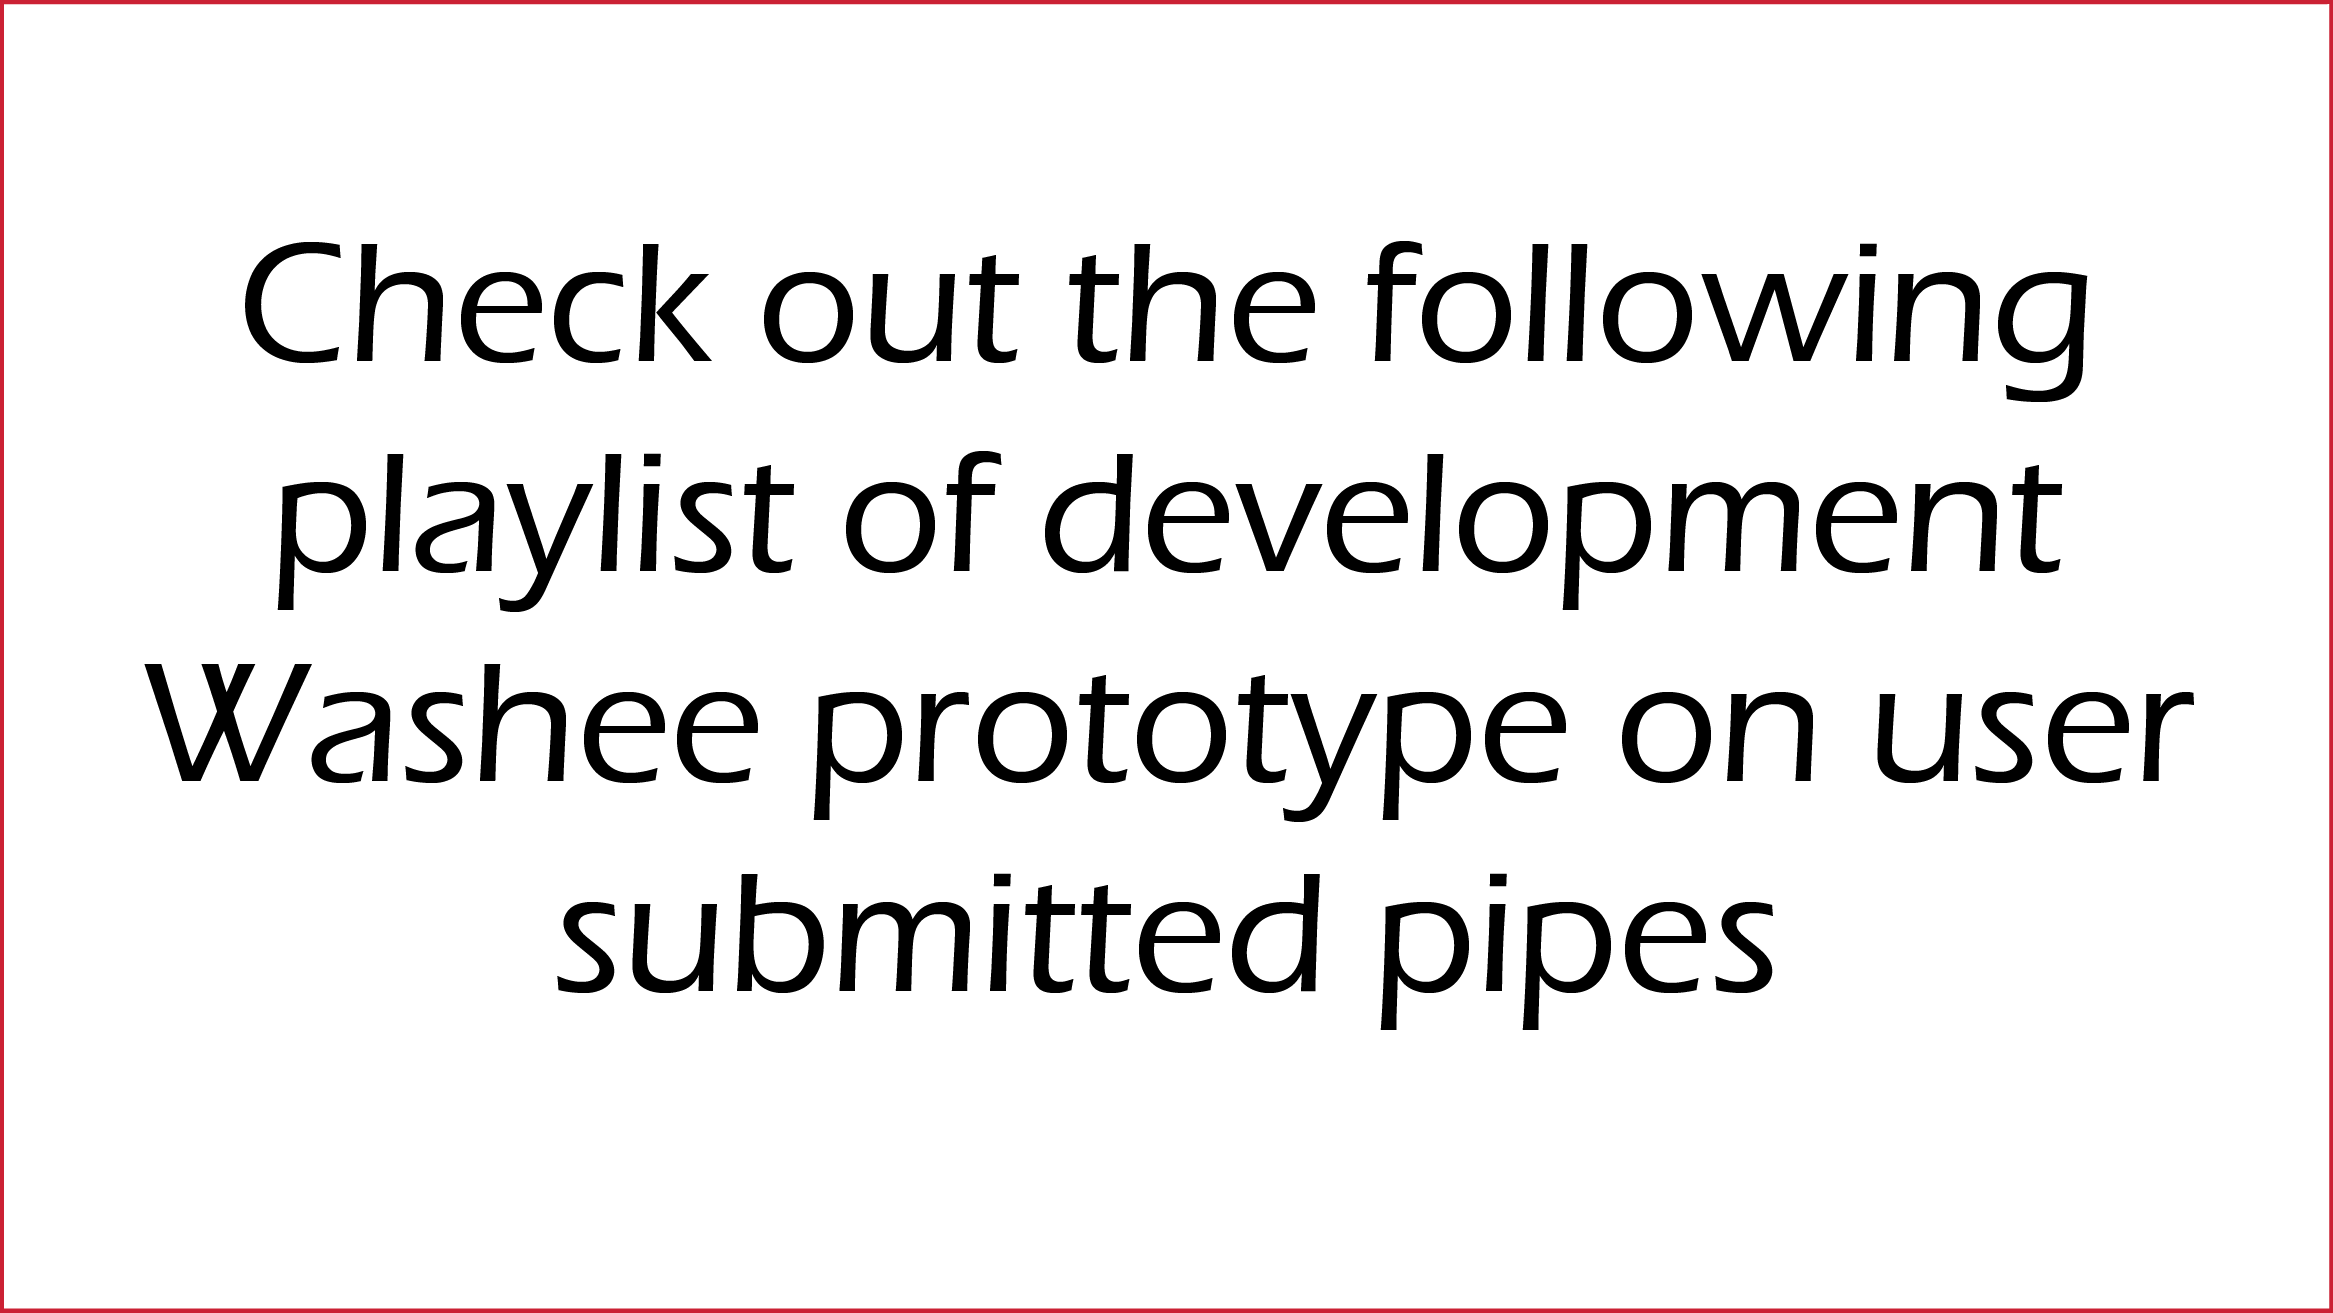 Check out the following
playlist of development
Washee prototype on user
submitted pipes